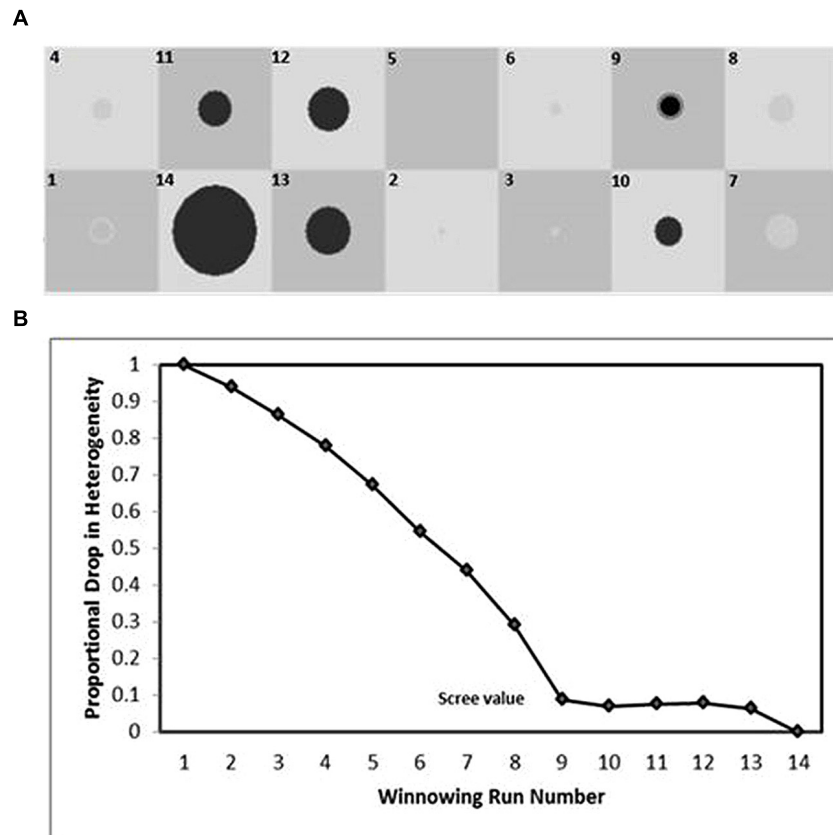 A
4 11 12 5 6 9 8
1 14 13 2 3 10 7
B
Proportional Drop in Heterogeneity
1
0.9
0.8
0.7
0.6
0.5
0.4
0.3
0.2
0.1
0
Scree value
1 2 3 4 5 6 7 8 9 10 11 12 13 14
Winnowing Run Number